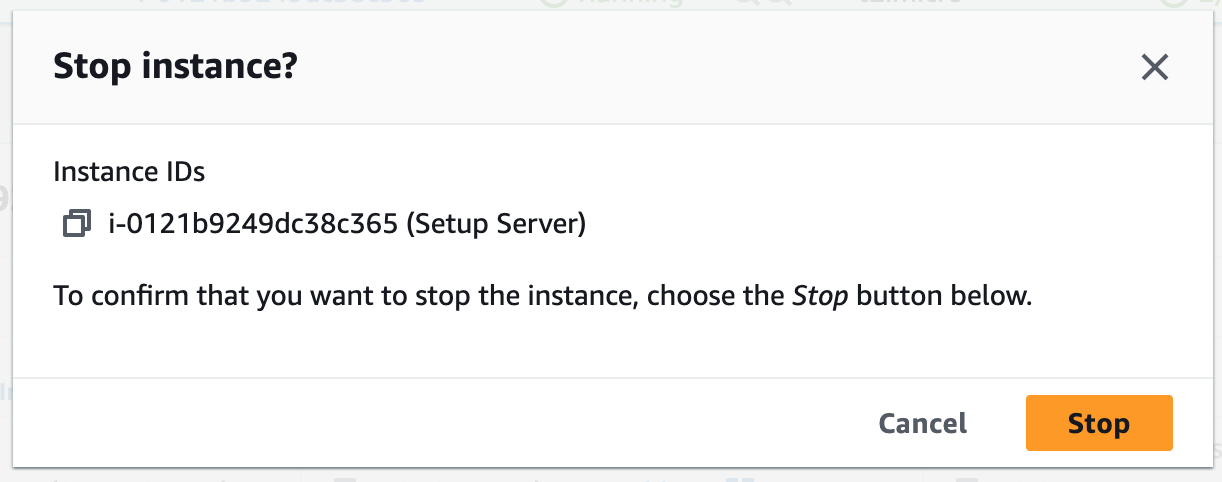 Stop instance?
Instance IDs
i-0121b9249dc38c365 (Setup Server)
To confirm that you want to stop the instance, choose the Stop button below.
Cancel
Stop